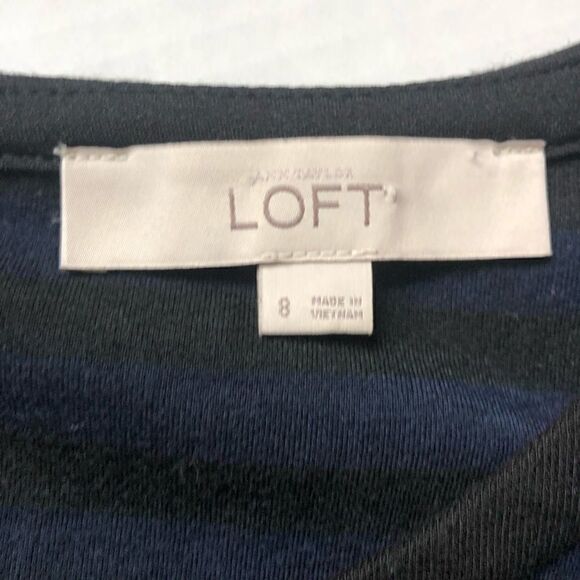 ANN TAYLOR
LOFT
8
MADE IN
VIETNAM